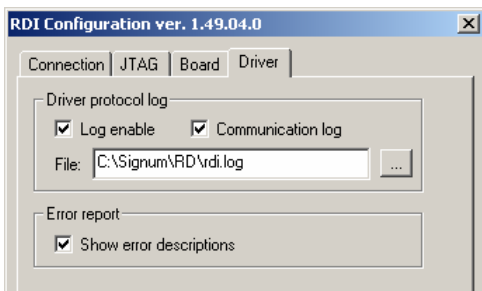 RDI Configuration ver. 1.49.04.0
Connection JTAG Board Driver
Driver protocol log
Log enable Communication log
File: C:\Signum\RD\rdi.log ...
Error report
Show error descriptions